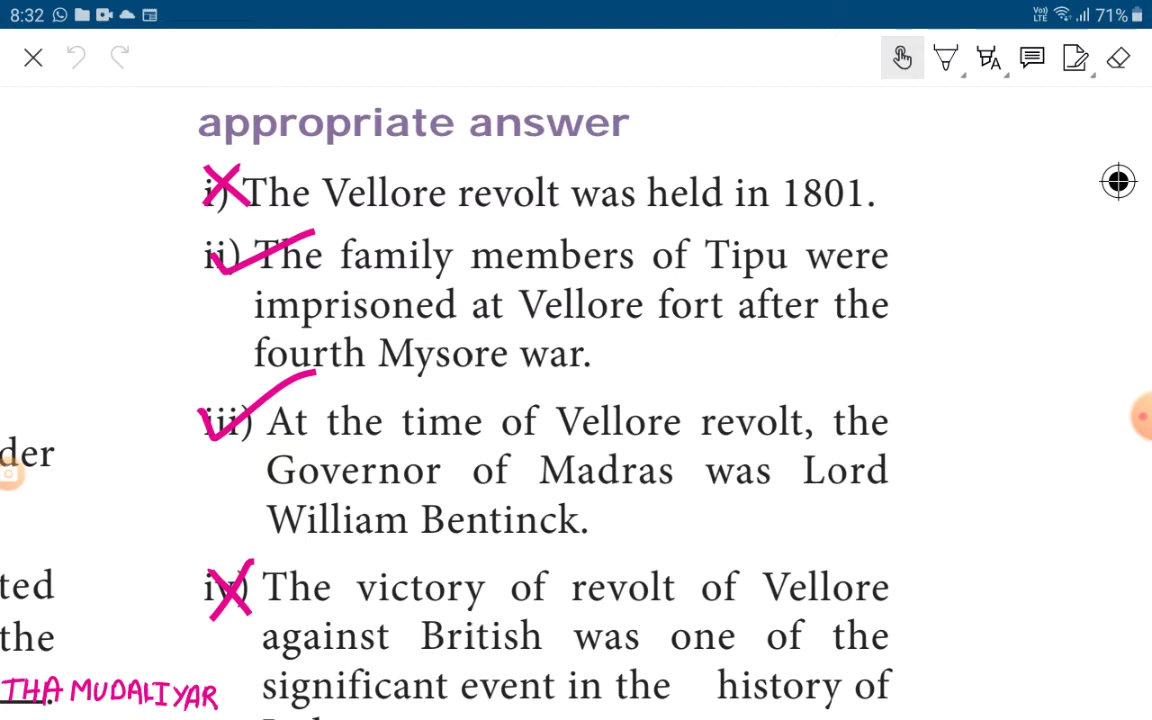 8:32
Vo)) LTE 71%
A
appropriate answer
i) The Vellore revolt was held in 1801.
ii) The family members of Tipu were
imprisoned at Vellore fort after the
fourth Mysore war.
der
iii) At the time of Vellore revolt, the
Governor of Madras was Lord
William Bentinck.
ted
iv) The victory of revolt of Vellore
the
against British was one of the
THA MUDALIYAR
significant event in the history of